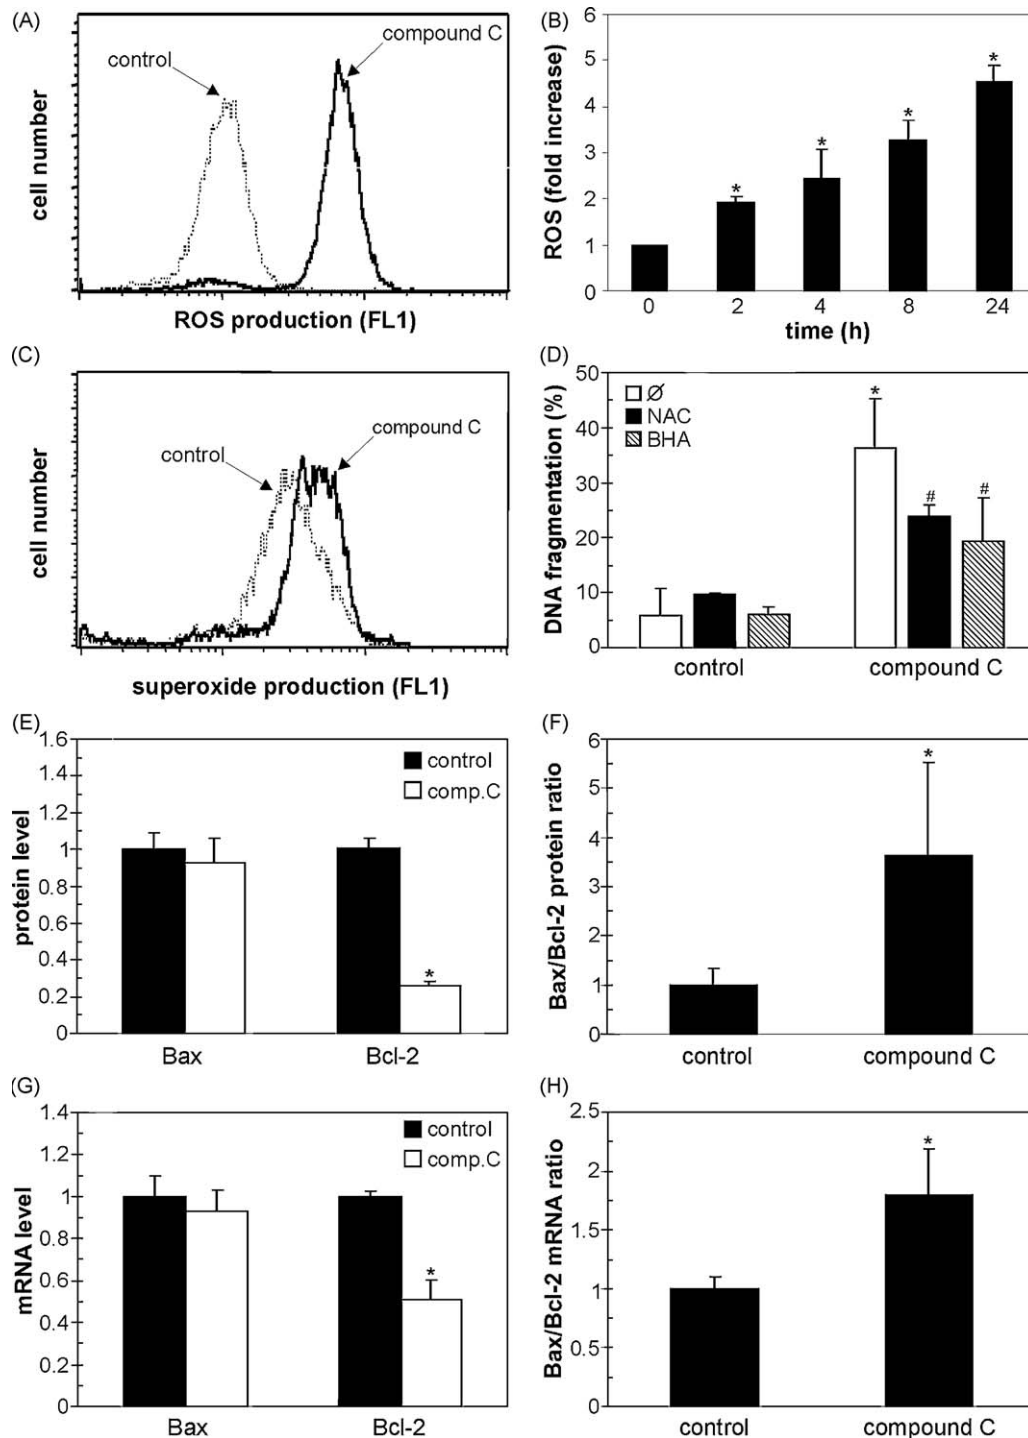 (A)
control
compound C
cell number
ROS production (FL1)
(B)
ROS (fold increase)
6
5
4
3
2
1
0
*
*
*
*
0 2 4 8 24
time (h)
(C)
control
compound C
cell number
superoxide production (FL1)
(D)
DNA fragmentation (%)
50
40
30
20
10
0
Ø
NAC
BHA
*
#
#
control compound C
(E)
protein level
1.6
1.4
1.2
1
0.8
0.6
0.4
0.2
0
control
comp.C
*
Bax Bcl-2
(F)
Bax/Bcl-2 protein ratio
6
5
4
3
2
1
0
*
control compound C
(G)
mRNA level
1.4
1.2
1
0.8
0.6
0.4
0.2
0
control
comp.C
*
Bax Bcl-2
(H)
Bax/Bcl-2 mRNA ratio
2.5
2
1.5
1
0.5
0
*
control compound C